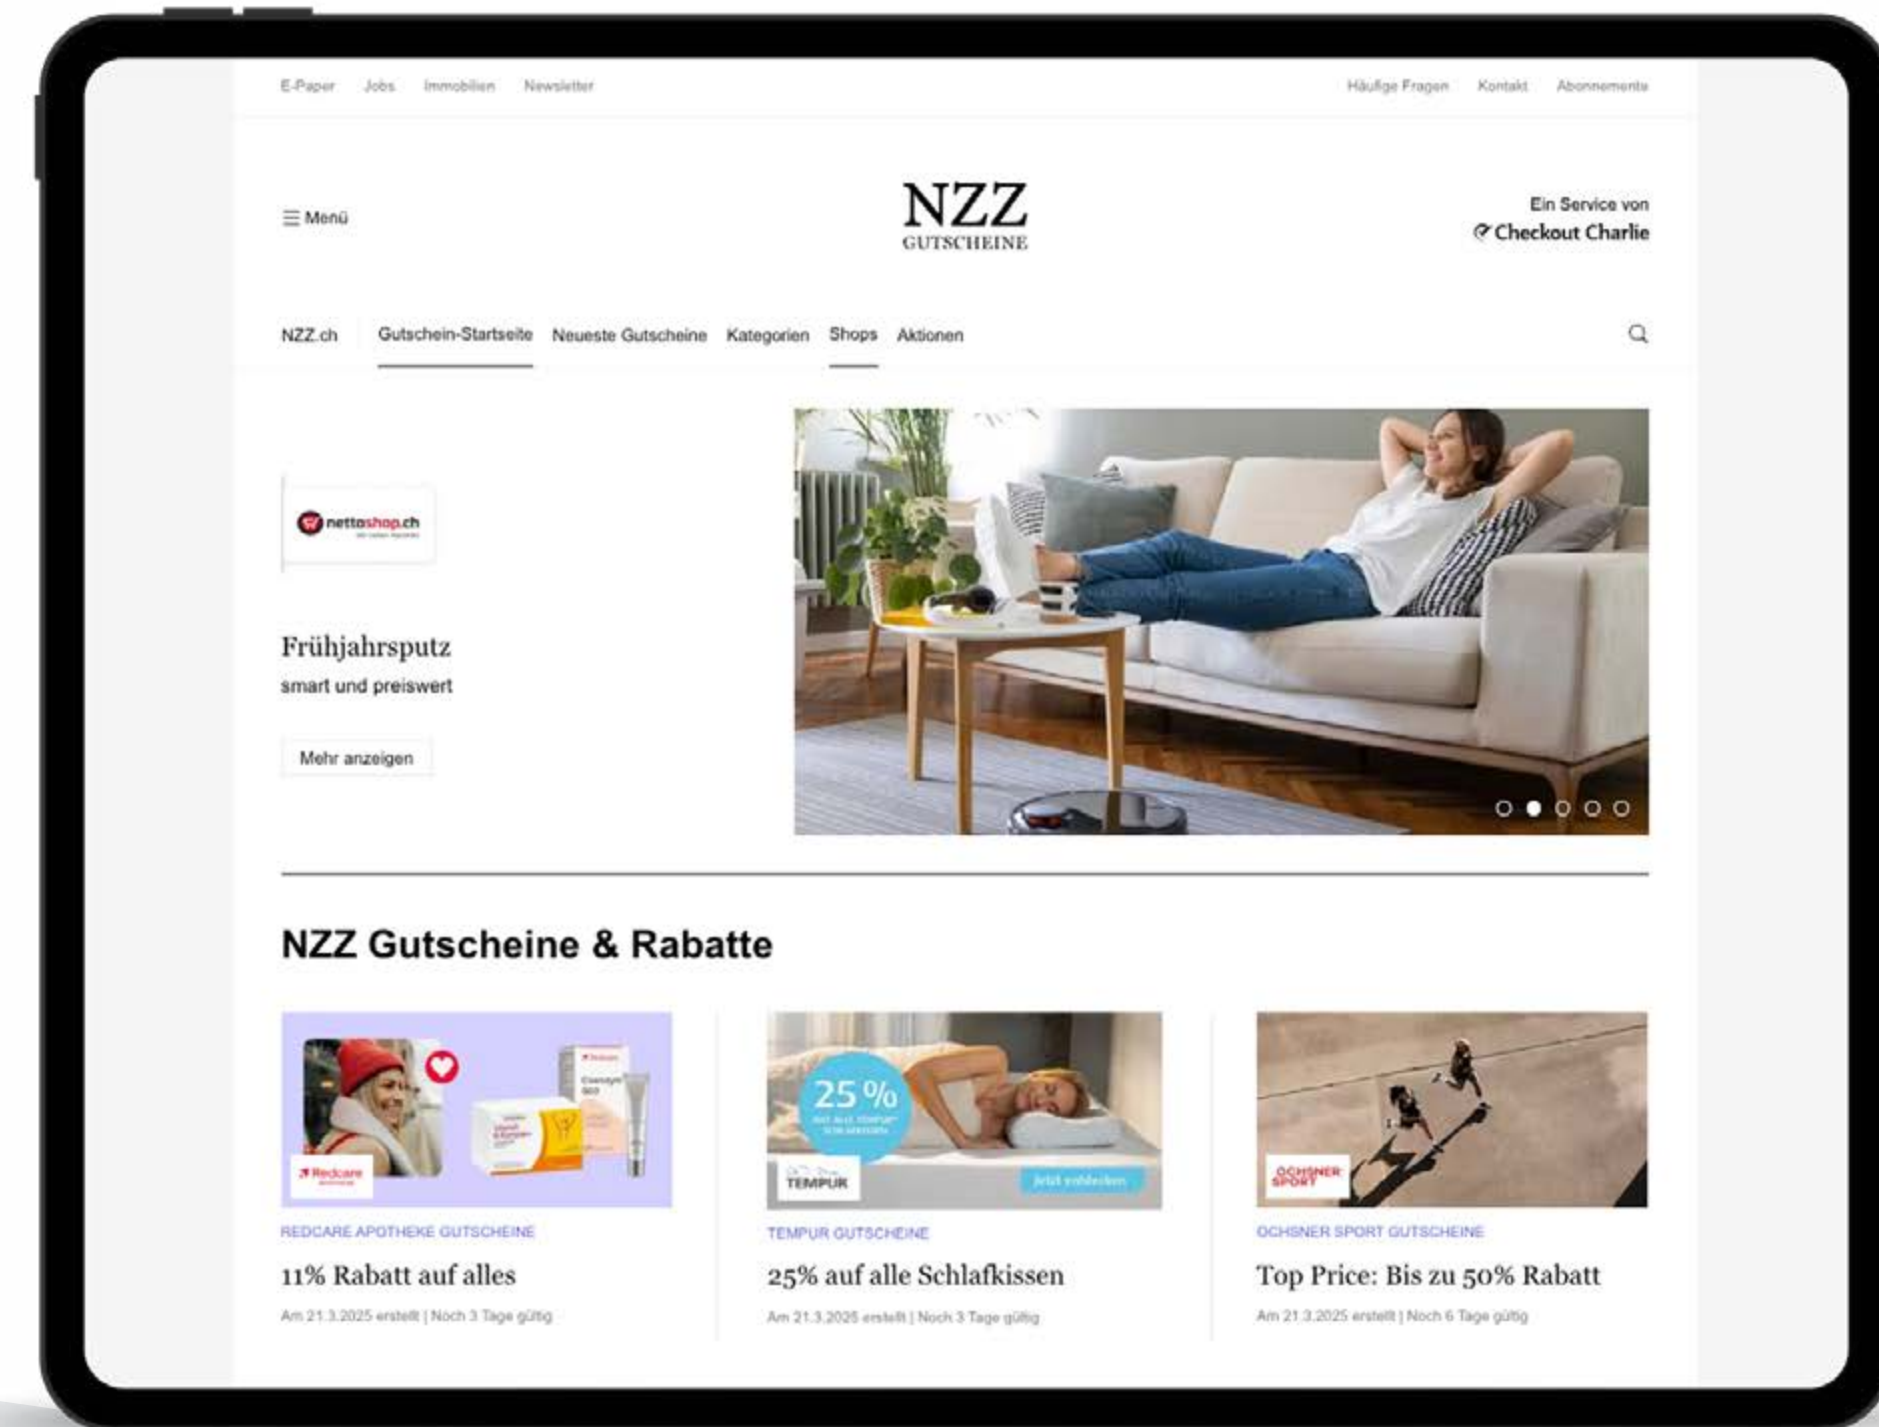 E-Paper Jobs Immobilien Newsletter
Häufige Fragen Kontakt Abonnemente
Menü
NZZ
GUTSCHEINE
Ein Service von
Checkout Charlie
NZZ.ch Gutschein-Startseite Neueste Gutscheine Kategorien Shops Aktionen
nettoshop.ch
Frühjahrsputz
smart und preiswert
Mehr anzeigen
NZZ Gutscheine & Rabatte
Redcare
REDCARE APOTHEKE GUTSCHEINE
11% Rabatt auf alles
Am 21.3.2025 erstellt | Noch 3 Tage gültig
25%
TEMPUR
Jetzt entdecken
TEMPUR GUTSCHEINE
25% auf alle Schlafkissen
Am 21.3.2025 erstellt | Noch 3 Tage gültig
OCHSNER
SPORT
OCHSNER SPORT GUTSCHEINE
Top Price: Bis zu 50% Rabatt
Am 21.3.2025 erstellt | Noch 6 Tage gültig